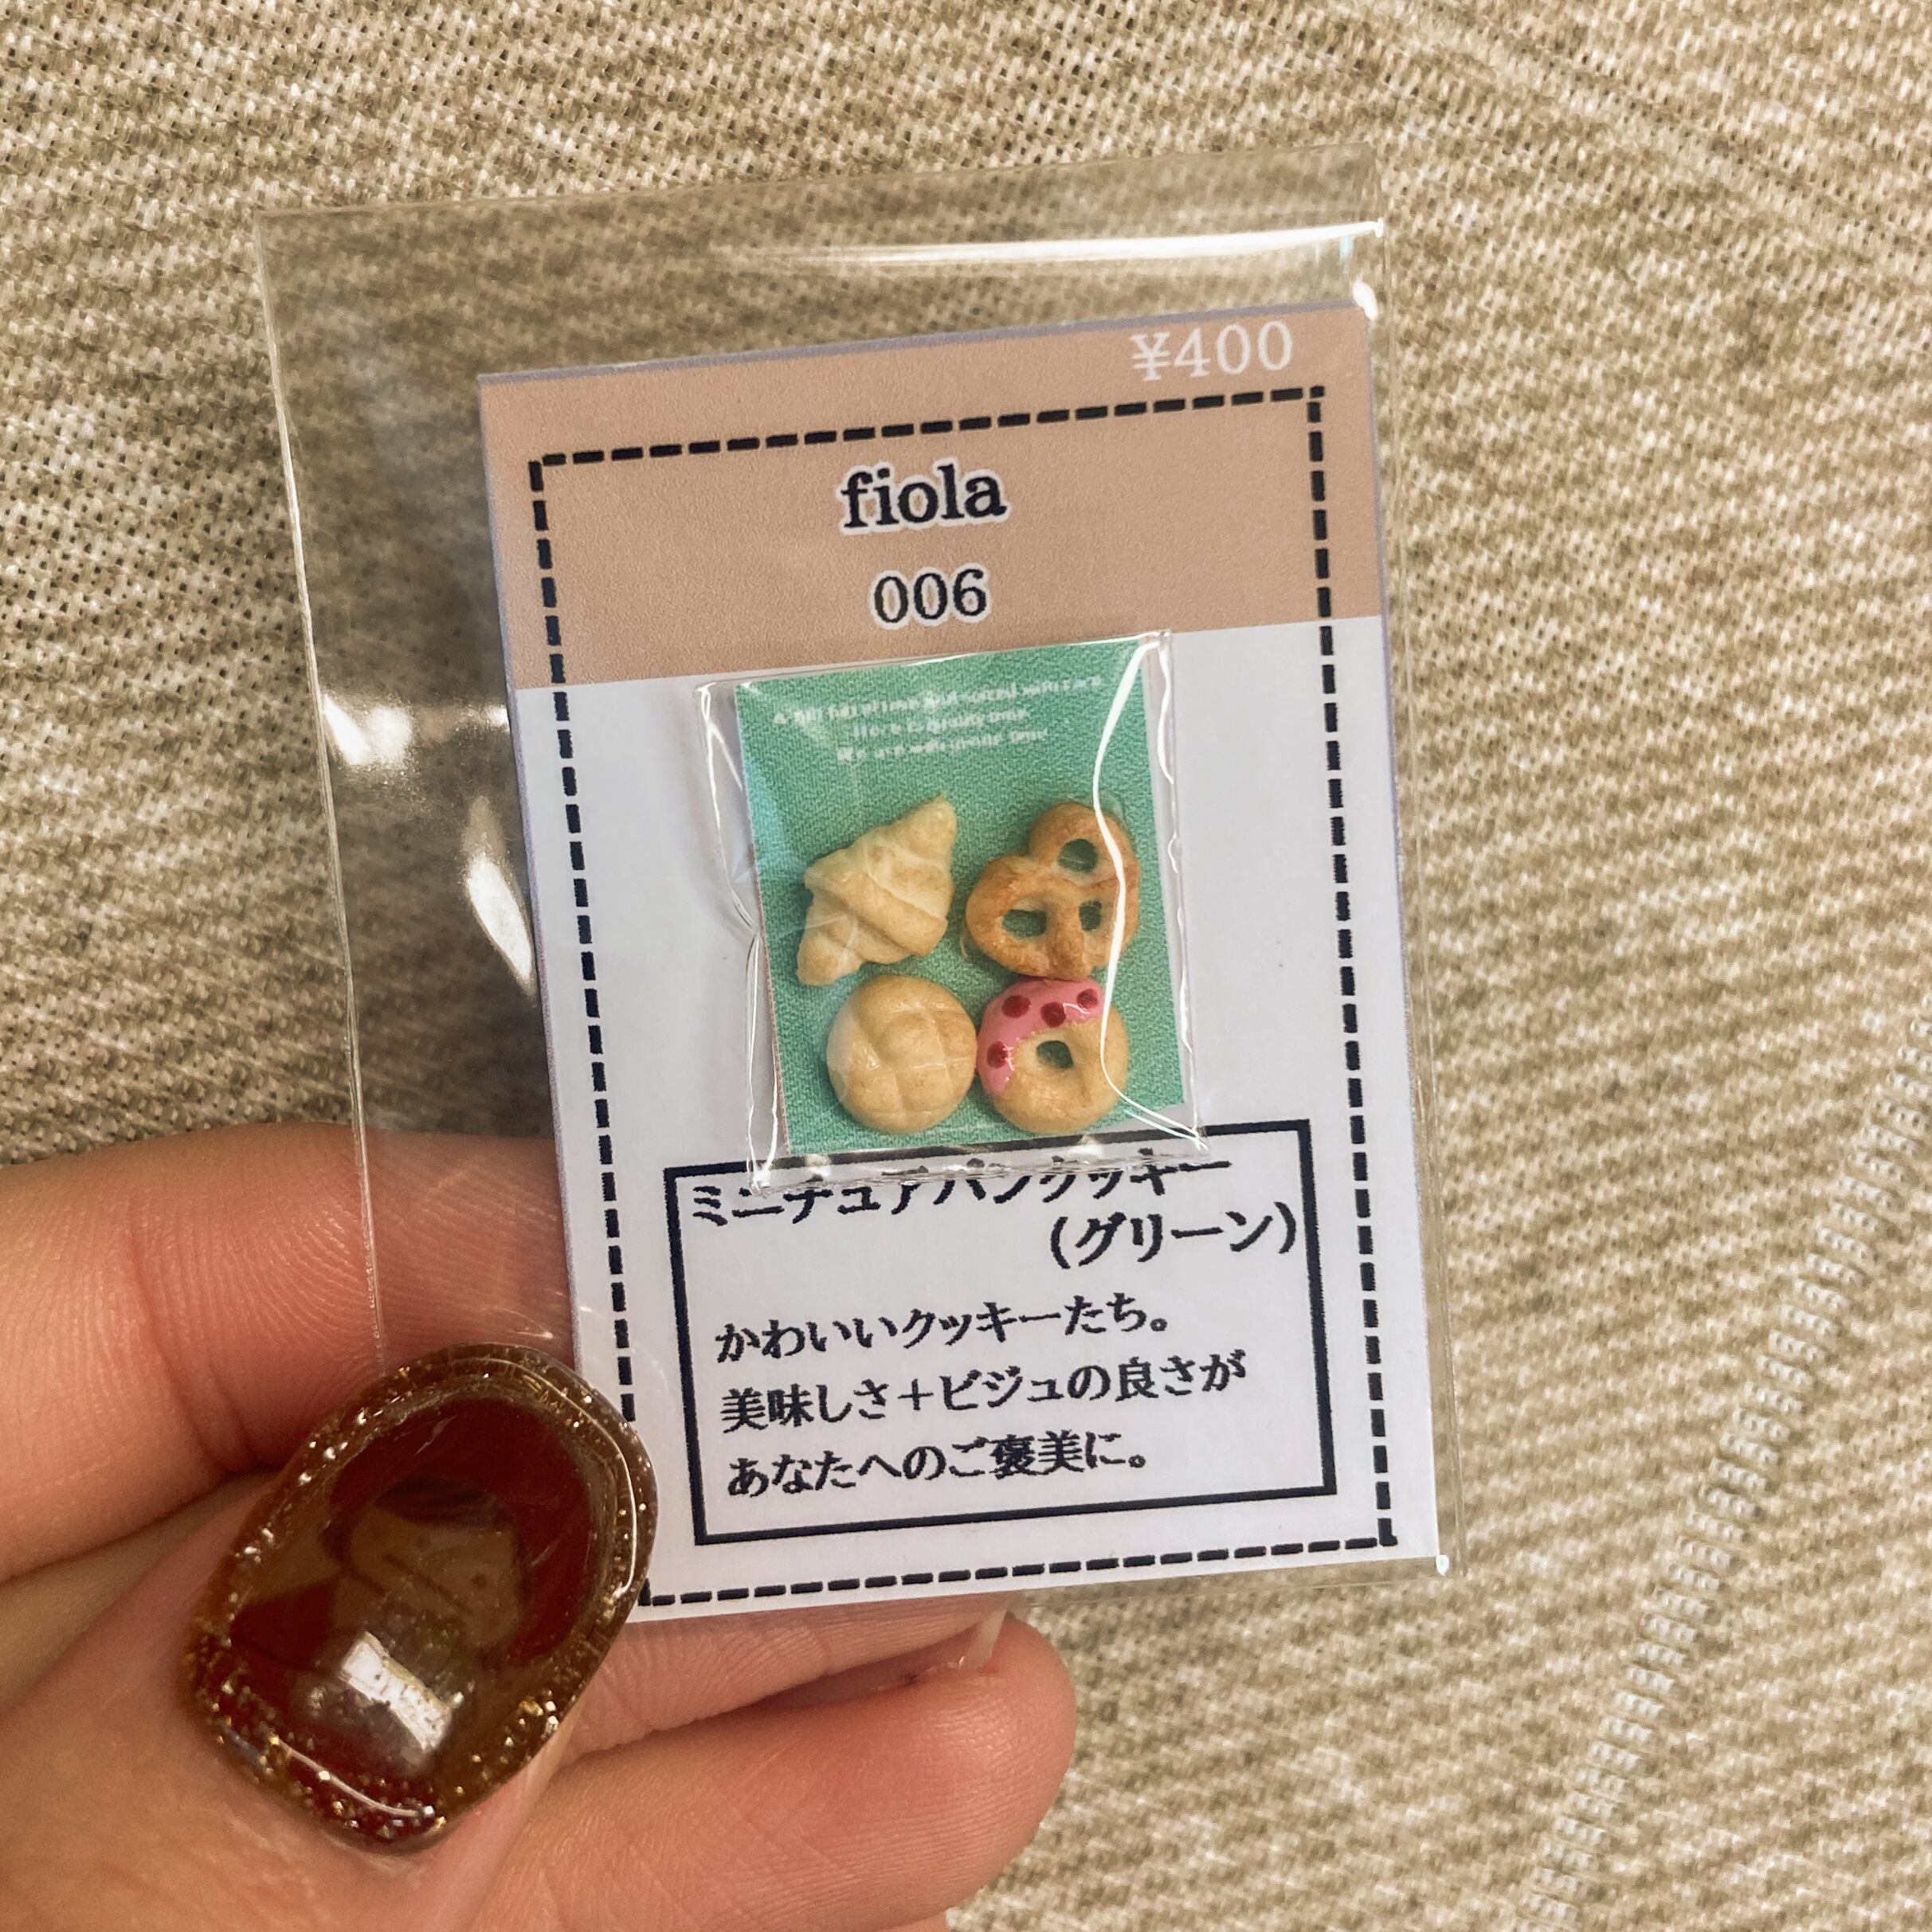 ¥400
fiola
006
ミニチュアパンクッキー
(グリーン)
かわいいクッキーたち。
美味しさ+ビジュの良さが
あなたへのご褒美に。